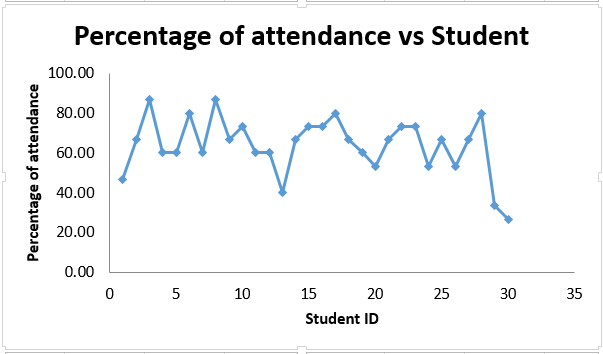 Percentage of attendance vs Student
Percentage of attendance
100.00
80.00
60.00
40.00
20.00
0.00
0 5 10 15 20 25 30 35
Student ID